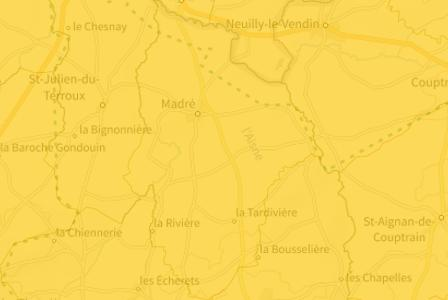 le Chesnay
Neuilly-le-Vendin
St-Julien-du-
Terroux
Couptr
Madré
la Bignonnière
la Baroche Gondouin
l'Aisne
la Rivière
la Tardivière
St-Aignan-de-
Couptrain
la Chiennerie
la Bousselière
les Écherets
les Chapelles